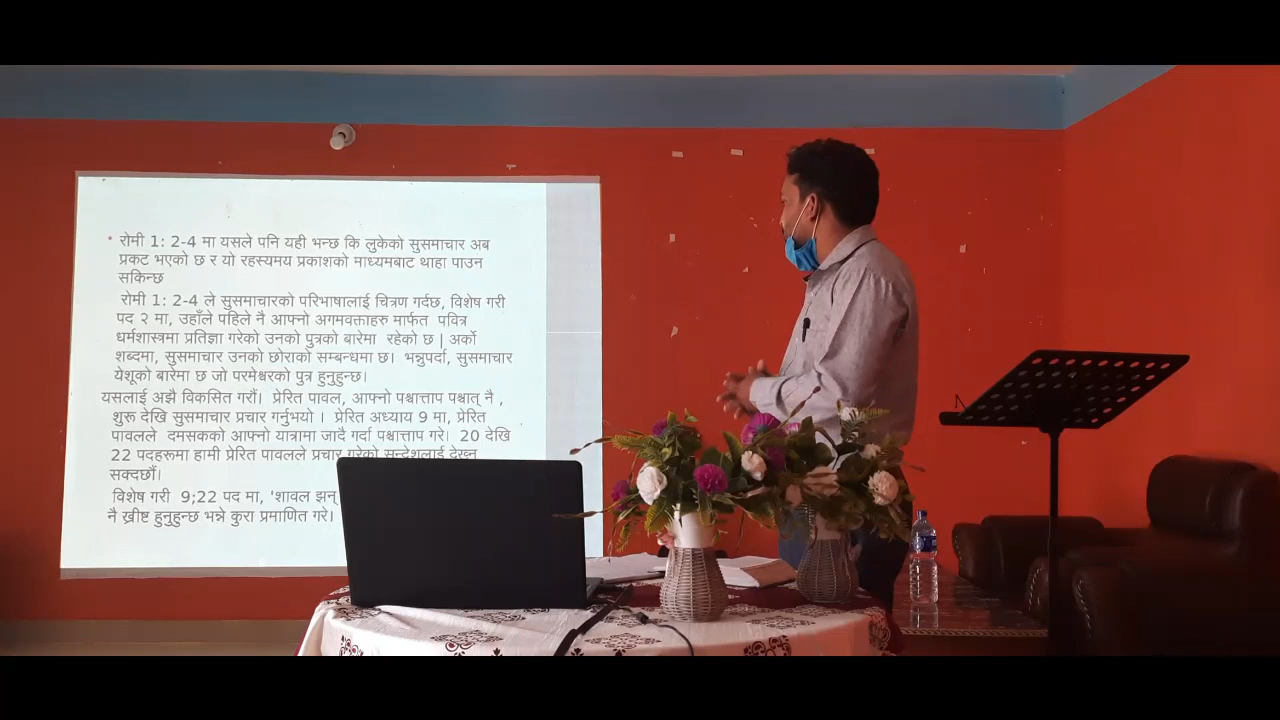 • रोमी 1: 2-4 मा यसले पनि यही भन्छ कि लुकेको सुसमाचार अब
प्रकट भएको छ र यो रहस्यमय प्रकाशको माध्यमबाट थाहा पाउन
सकिन्छ
रोमी 1: 2-4 ले सुसमाचारको परिभाषालाई चित्रण गर्दछ, विशेष गरी
पद २ मा, उहाँले पहिले नै आफ्नो अगमवक्ताहरु मार्फत पवित्र
धर्मशास्त्रमा प्रतिज्ञा गरेको उनको पुत्रको बारेमा रहेको छ | अर्को
शब्दमा, सुसमाचार उनको छोराको सम्बन्धमा छ। भन्नुपर्दा, सुसमाचार
येशूको बारेमा छ जो परमेश्वरको पुत्र हुनुहुन्छ।
यसलाई अझै विकसित गरौं। प्रेरित पावल, आफ्नो पश्चात्ताप पश्चात् नै ,
शुरू देखि सुसमाचार प्रचार गर्नुभयो । प्रेरित अध्याय 9 मा, प्रेरित
पावलले दमसकको आफ्नो यात्रामा जादै गर्दा पश्चात्ताप गरे। 20 देखि
22 पदहरूमा हामी प्रेरित पावलले प्रचार गरेको सन्देशलाई देख्न
सक्दछौं।
विशेष गरी 9;22 पद मा, 'शावल झन्
नै ख्रीष्ट हुनुहुन्छ भन्ने कुरा प्रमाणित गरे।